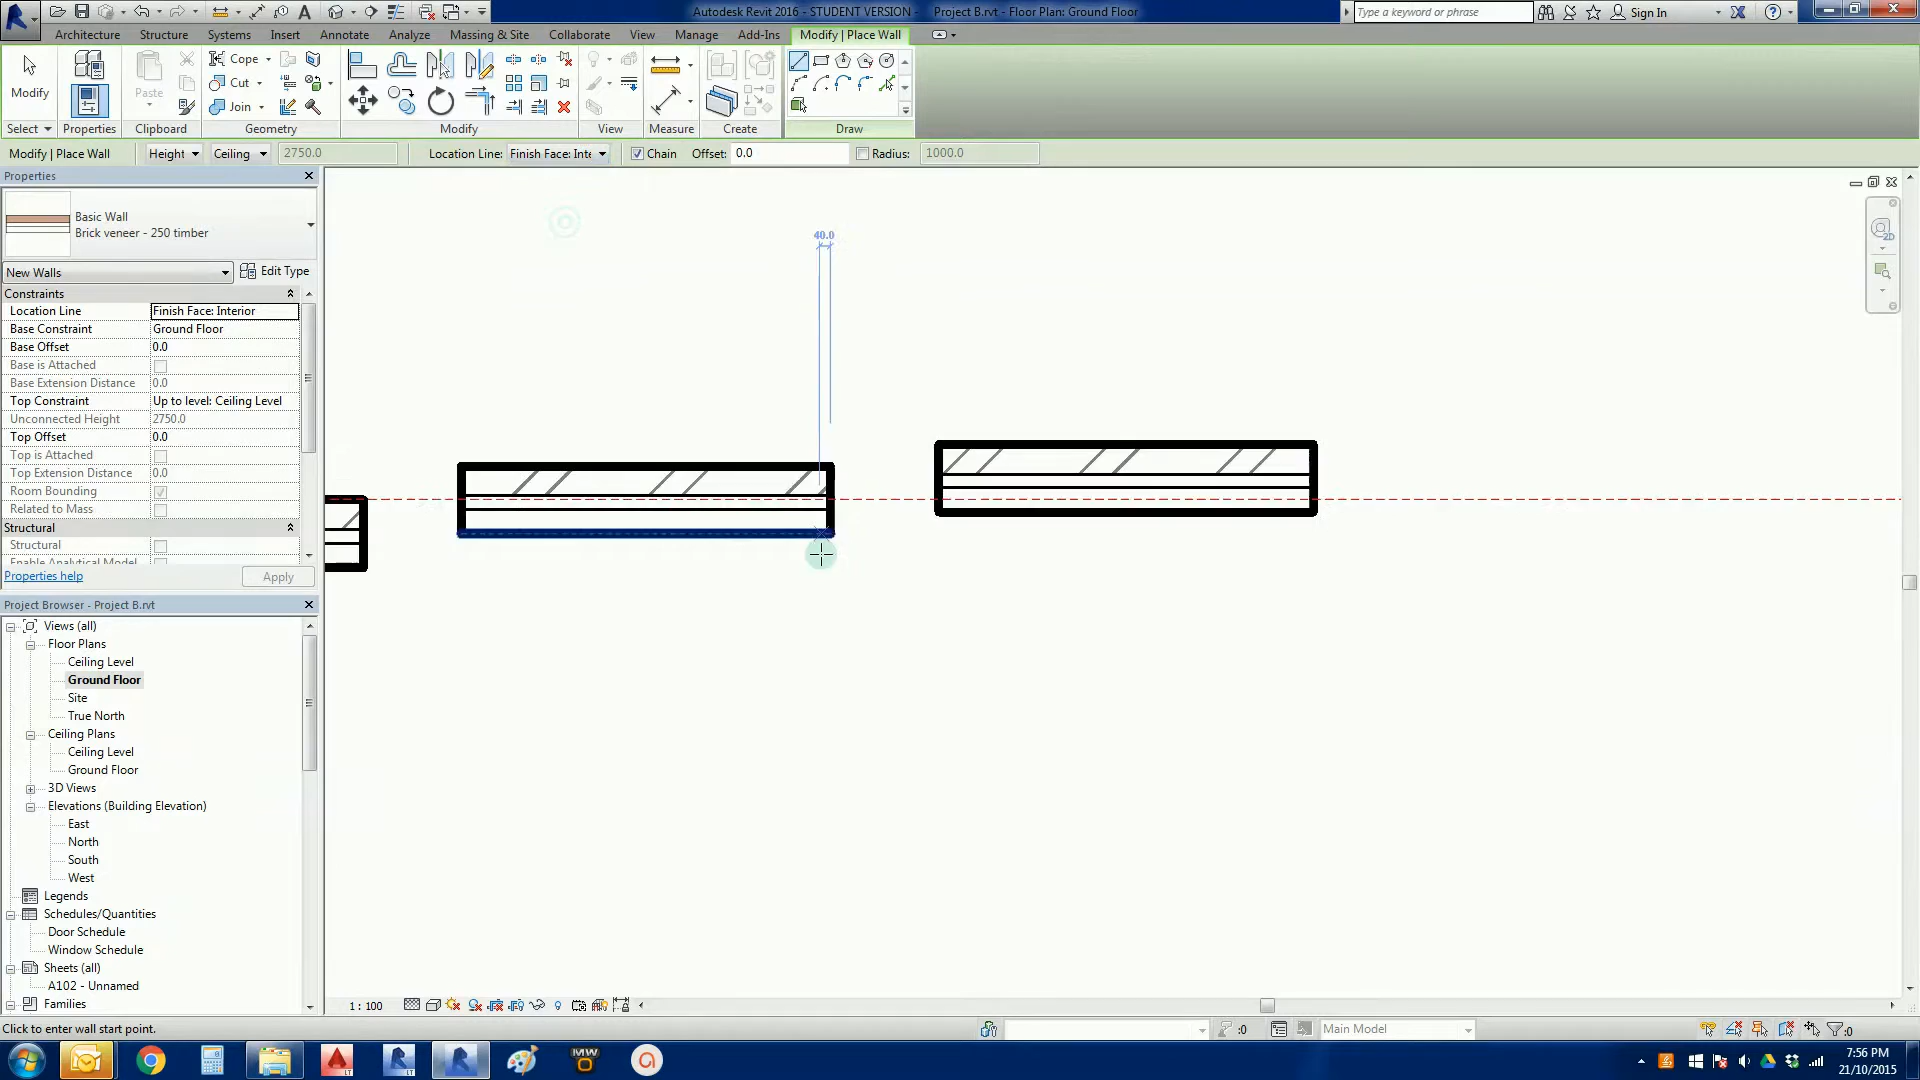 Autodesk Revit 2016 - STUDENT VERSION -
Project B.rvt - Floor Plan: Ground Floor
Type a keyword or phrase
Sign In
Architecture
Structure
Systems
Insert
Annotate
Analyze
Massing & Site
Collaborate
View
Manage
Add-Ins
Modify | Place Wall
Modify
Paste
Cope
Cut
Join
Select
Properties
Clipboard
Geometry
Modify
View
Measure
Create
Draw
Modify | Place Wall
Height
Ceiling
2750.0
Location Line:
Finish Face: Inte
Chain
Offset:
0.0
Radius:
1000.0
Properties
Basic Wall
Brick veneer - 250 timber
New Walls
Edit Type
Constraints
Location Line Finish Face: Interior
Base Constraint Ground Floor
Base Offset 0.0
Base is Attached
Base Extension Distance 0.0
Top Constraint Up to level: Ceiling Level
Unconnected Height 2750.0
Top Offset 0.0
Top is Attached
Top Extension Distance 0.0
Room Bounding
Related to Mass
Structural
Structural
Enable Analytical Model
Properties help
Apply
40.0
Project Browser - Project B.rvt
Views (all)
Floor Plans
Ceiling Level
Ground Floor
Site
True North
Ceiling Plans
Ceiling Level
Ground Floor
3D Views
Elevations (Building Elevation)
East
North
South
West
Legends
Schedules/Quantities
Door Schedule
Window Schedule
Sheets (all)
A102 - Unnamed
Families
1 : 100
Click to enter wall start point.
:0
Main Model
:0
7:56 PM
21/10/2015